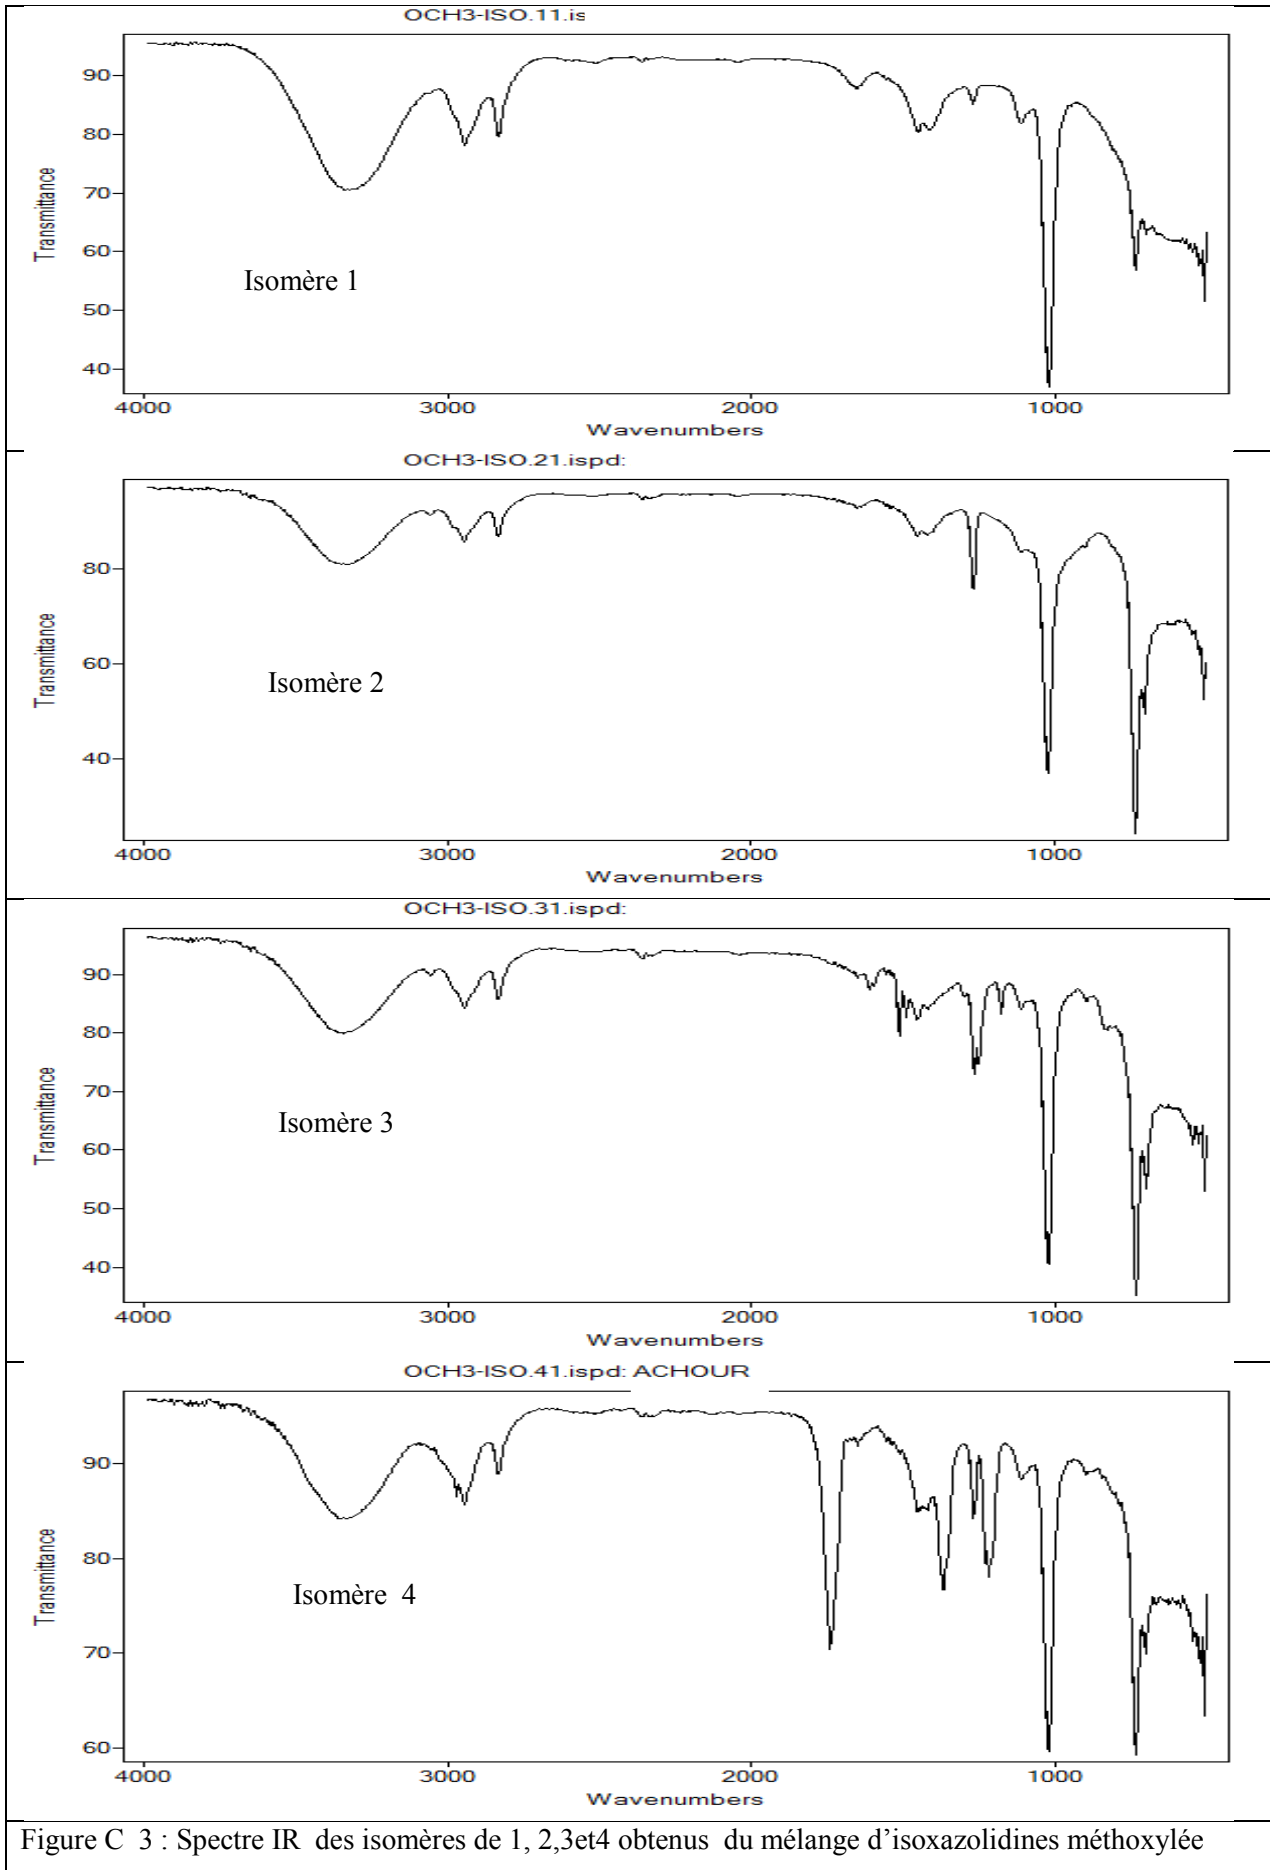 OCH3-ISO.11.is
90
80
70
60
50
40
Transmittance
Isomère 1
4000 3000 2000 1000
Wavenumbers
OCH3-ISO.21.ispd:
80
60
40
Transmittance
Isomère 2
4000 3000 2000 1000
Wavenumbers
OCH3-ISO.31.ispd:
90
80
70
60
50
40
Transmittance
Isomère 3
4000 3000 2000 1000
Wavenumbers
OCH3-ISO.41.ispd: ACHOUR
90
80
70
60
Transmittance
Isomère 4
4000 3000 2000 1000
Wavenumbers
Figure C 3 : Spectre IR des isomères de 1, 2,3et4 obtenus du mélange d’isoxazolidines méthoxylée